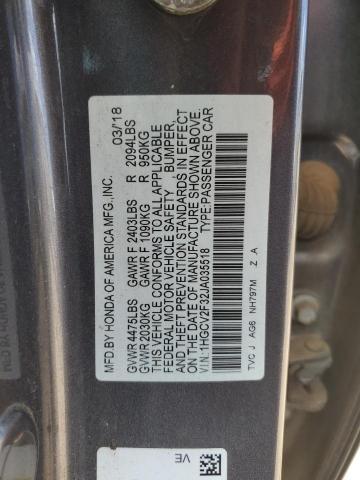 MFD BY HONDA OF AMERICA MFG., INC. 03/18
GVWR 4475LBS GAWR F 2403LBS R 2094LBS
GVWR 2030KG GAWR F 1090KG R 950KG
THIS VEHICLE CONFORMS TO ALL APPLICABLE
FEDERAL MOTOR VEHICLE SAFETY, BUMPER,
AND THEFT PREVENTION STANDARDS IN EFFECT
ON THE DATE OF MANUFACTURE SHOWN ABOVE.
VIN: 1HGCV2F32JA035518 TYPE: PASSENGER CAR
TVC J AG6 NH797M Z A
VE